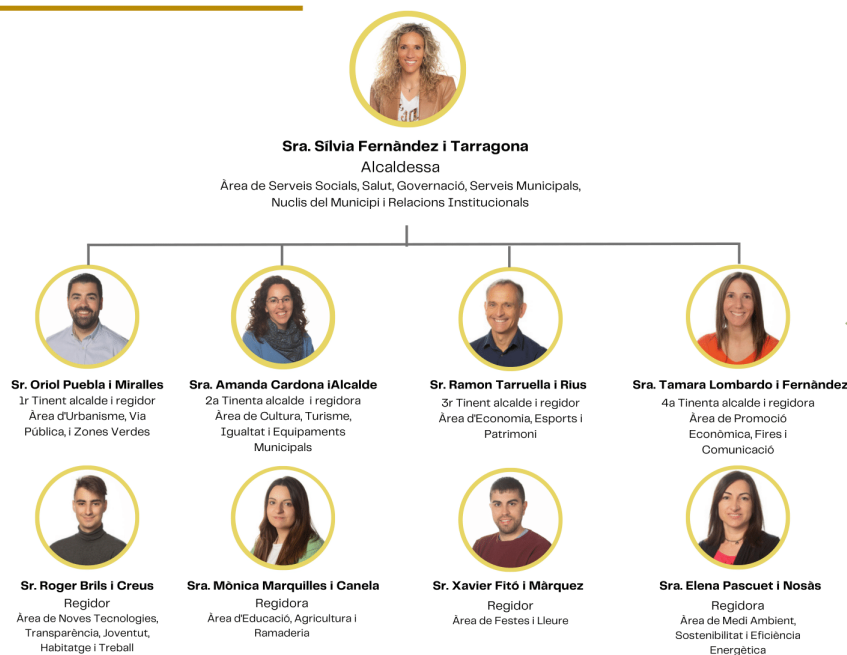 Sra. Sílvia Fernàndez i Tarragona
Alcaldessa
Àrea de Serveis Socials, Salut, Governació, Serveis Municipals,
Nuclis del Municipi i Relacions Institucionals
Sr. Oriol Puebla i Miralles
1r Tinent alcalde i regidor
Àrea d'Urbanisme, Via
Pública, i Zones Verdes
Sra. Amanda Cardona iAlcalde
2a Tinenta alcalde i regidora
Àrea de Cultura, Turisme,
Igualtat i Equipaments
Municipals
Sr. Ramon Tarruella i Rius
3r Tinent alcalde i regidor
Àrea d'Economia, Esports i
Patrimoni
Sra. Tamara Lombardo i Fernàndez
4a Tinenta alcalde i regidora
Àrea de Promoció
Econòmica, Fires i
Comunicació
Sr. Roger Brils i Creus
Regidor
Àrea de Noves Tecnologies,
Transparència, Joventut,
Habitatge i Treball
Sra. Mònica Marquilles i Canela
Regidora
Àrea d'Educació, Agricultura i
Ramaderia
Sr. Xavier Fitó i Màrquez
Regidor
Àrea de Festes i Lleure
Sra. Elena Pascuet i Nosàs
Regidora
Àrea de Medi Ambient,
Sostenibilitat i Eficiència
Energètica